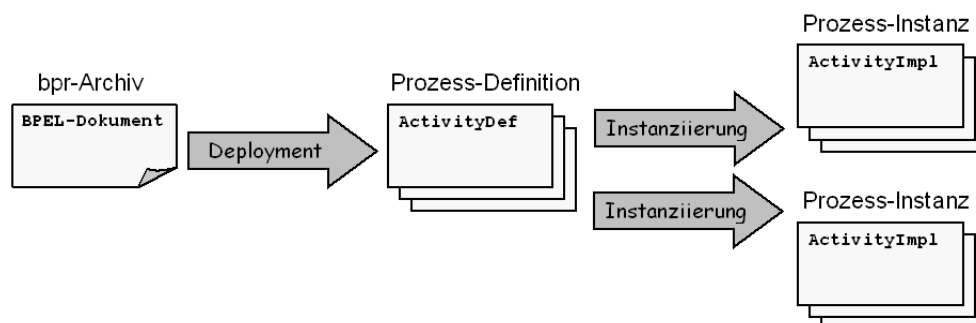 bpr-Archiv
BPEL-Dokument
Deployment
Prozess-Definition
ActivityDef
Instanziierung
Instanziierung
Prozess-Instanz
ActivityImpl
Prozess-Instanz
ActivityImpl